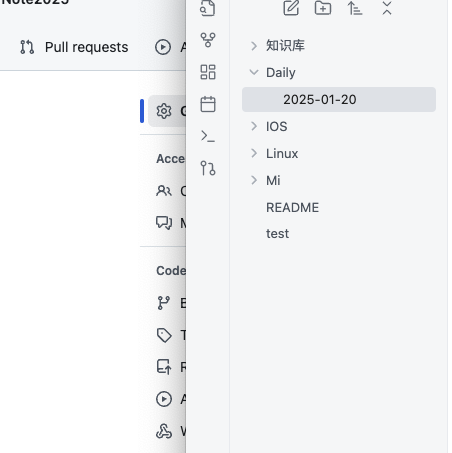 Note2025
Pull requests
Acce
Code
知识库
Daily
2025-01-20
IOS
Linux
Mi
README
test